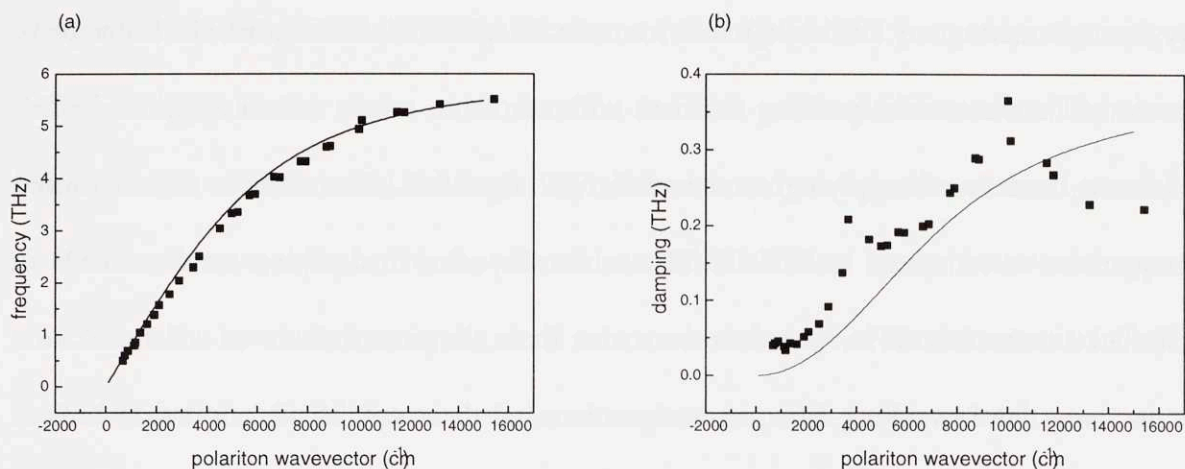 (a)
6
5
4
3
2
1
0
frequency (THz)
-2000 0 2000 4000 6000 8000 10000 12000 14000 16000
polariton wavevector (cm
(b)
0.4
0.3
0.2
0.1
0.0
damping (THz)
-2000 0 2000 4000 6000 8000 10000 12000 14000 16000
polariton wavevector (cm